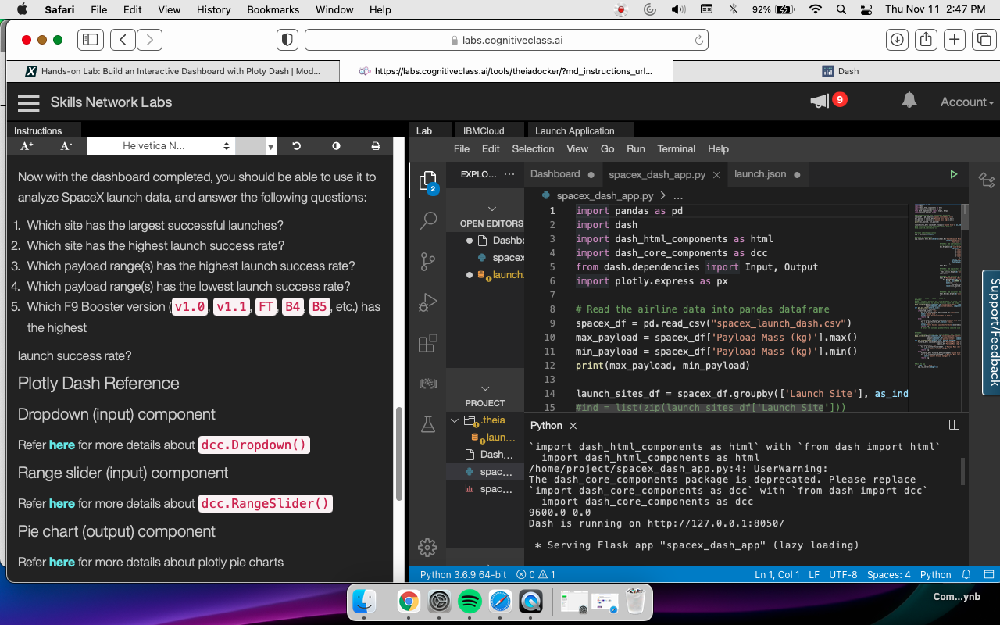 Safari File Edit View History Bookmarks Window Help 92% Thu Nov 11 2:47 PM
labs.cognitiveclass.ai
Hands-on Lab: Build an Interactive Dashboard with Ploty Dash | Mod...
https://labs.cognitiveclass.ai/tools/theiadocker/?md_instructions_url...
Dash
Skills Network Labs
9
Account
Instructions
A+ A- Helvetica N...
Now with the dashboard completed, you should be able to use it to
analyze SpaceX launch data, and answer the following questions:
1. Which site has the largest successful launches?
2. Which site has the highest launch success rate?
3. Which payload range(s) has the highest launch success rate?
4. Which payload range(s) has the lowest launch success rate?
5. Which F9 Booster version (v1.0, v1.1, FT, B4, B5, etc.) has
the highest
launch success rate?
Plotly Dash Reference
Dropdown (input) component
Refer here for more details about dcc.Dropdown()
Range slider (input) component
Refer here for more details about dcc.RangeSlider()
Pie chart (output) component
Refer here for more details about plotly pie charts
Lab IBMCloud Launch Application
File Edit Selection View Go Run Terminal Help
2
EXPLO... ...
OPEN EDITORS
Dashbo
spacex
launch.
PROJECT
.theia
laun...
Dash...
spac...
spac...
Dashboard spacex_dash_app.py launch.json
spacex_dash_app.py > ...
1 import pandas as pd
2 import dash
3 import dash_html_components as html
4 import dash_core_components as dcc
5 from dash.dependencies import Input, Output
6 import plotly.express as px
7
8 # Read the airline data into pandas dataframe
9 spacex_df = pd.read_csv("spacex_launch_dash.csv")
10 max_payload = spacex_df['Payload Mass (kg)'].max()
11 min_payload = spacex_df['Payload Mass (kg)'].min()
12 print(max_payload, min_payload)
13
14 launch_sites_df = spacex_df.groupby(['Launch Site'], as_ind
15 #ind = list(zip(launch_sites_df['Launch Site']))
Python
`import dash_html_components as html` with `from dash import html`
import dash_html_components as html
/home/project/spacex_dash_app.py:4: UserWarning:
The dash_core_components package is deprecated. Please replace
`import dash_core_components as dcc` with `from dash import dcc`
import dash_core_components as dcc
9600.0 0.0
Dash is running on http://127.0.0.1:8050/
* Serving Flask app "spacex_dash_app" (lazy loading)
Python 3.6.9 64-bit 0 1 Ln 1, Col 1 LF UTF-8 Spaces: 4 Python
Support/Feedback
Com...ynb